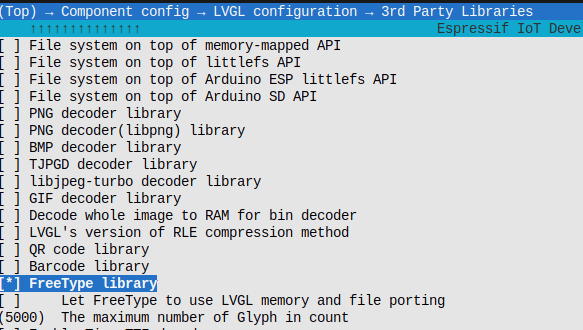 (Top) → Component config → LVGL configuration → 3rd Party Libraries
↑↑↑↑↑↑↑↑↑↑↑↑↑↑ Espressif IoT Deve
[ ] File system on top of memory-mapped API
[ ] File system on top of littlefs API
[ ] File system on top of Arduino ESP littlefs API
[ ] File system on top of Arduino SD API
[ ] PNG decoder library
[ ] PNG decoder(libpng) library
[ ] BMP decoder library
[ ] TJPGD decoder library
[ ] libjpeg-turbo decoder library
[ ] GIF decoder library
[ ] Decode whole image to RAM for bin decoder
[ ] LVGL's version of RLE compression method
[ ] QR code library
[ ] Barcode library
[*] FreeType library
[ ] Let FreeType to use LVGL memory and file porting
(5000) The maximum number of Glyph in count